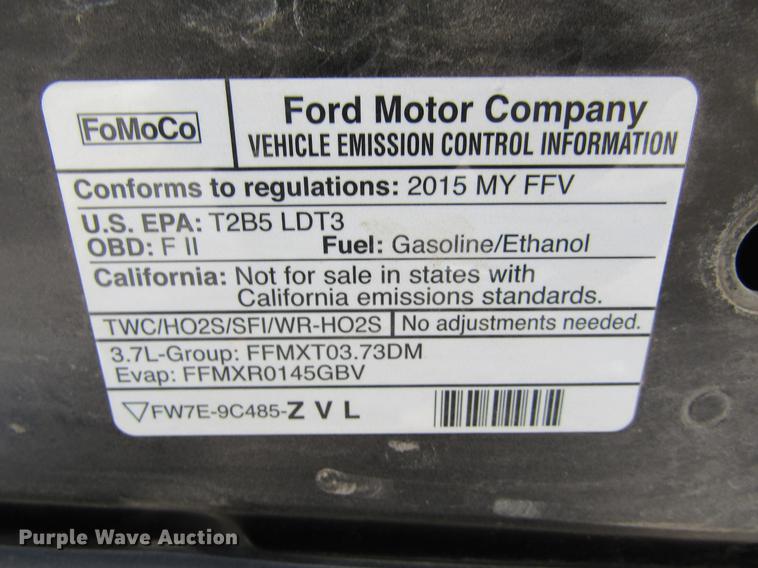 FoMoCo
Ford Motor Company
VEHICLE EMISSION CONTROL INFORMATION
Conforms to regulations: 2015 MY FFV
U.S. EPA: T2B5 LDT3
OBD: F II Fuel: Gasoline/Ethanol
California: Not for sale in states with
California emissions standards.
TWC/HO2S/SFI/WR-HO2S No adjustments needed.
3.7L-Group: FFMXT03.73DM
Evap: FFMXR0145GBV
▽FW7E-9C485-Z V L
Purple Wave Auction